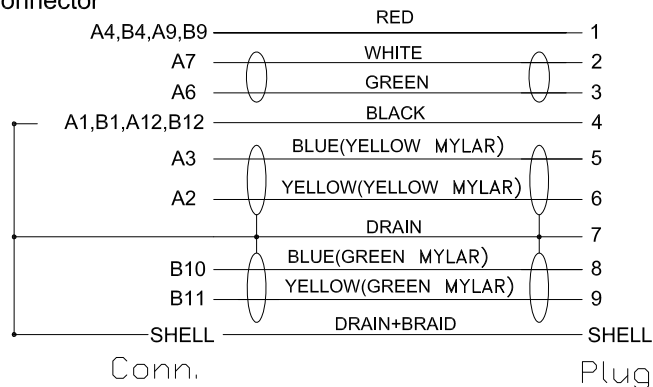 onnector
A4,B4,A9,B9 RED 1
A7 WHITE 2
A6 GREEN 3
A1,B1,A12,B12 BLACK 4
A3 BLUE(YELLOW MYLAR) 5
A2 YELLOW(YELLOW MYLAR) 6
DRAIN 7
B10 BLUE(GREEN MYLAR) 8
B11 YELLOW(GREEN MYLAR) 9
SHELL DRAIN+BRAID SHELL
Conn. Plug